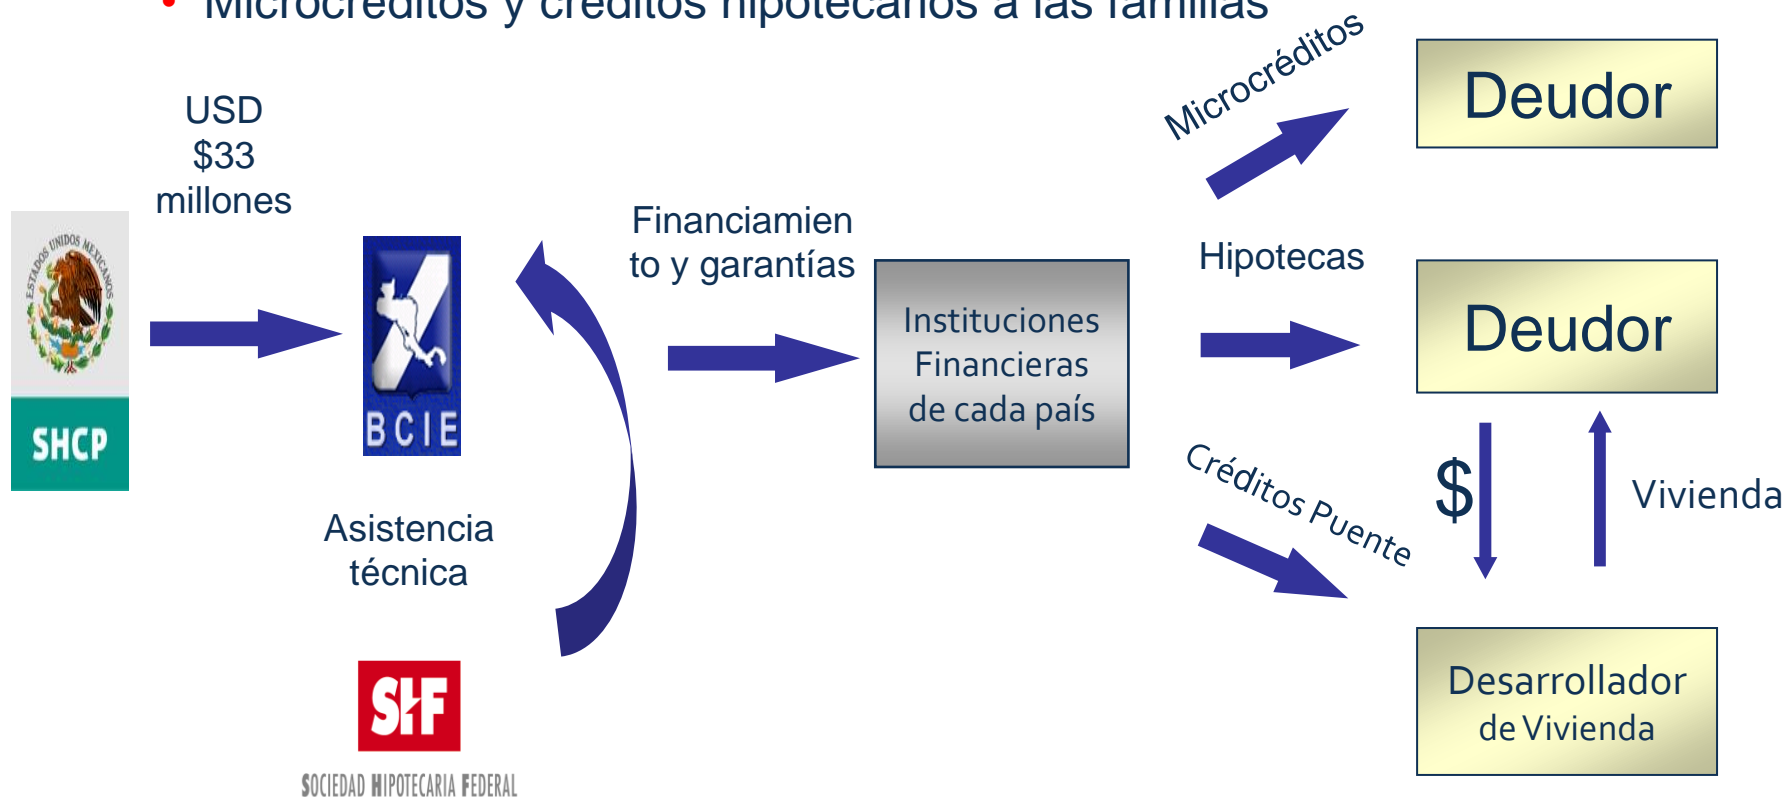 • Microcréditos y créditos hipotecarios a las familias
USD
$33
millones
ESTADOS UNIDOS MEXICANOS
SHCP
BCIE
Asistencia
técnica
SHF
SOCIEDAD HIPOTECARIA FEDERAL
Financiamien
to y garantías
Instituciones
Financieras
de cada país
Microcréditos
Deudor
Hipotecas
Deudor
Créditos Puente
$
Vivienda
Desarrollador
de Vivienda